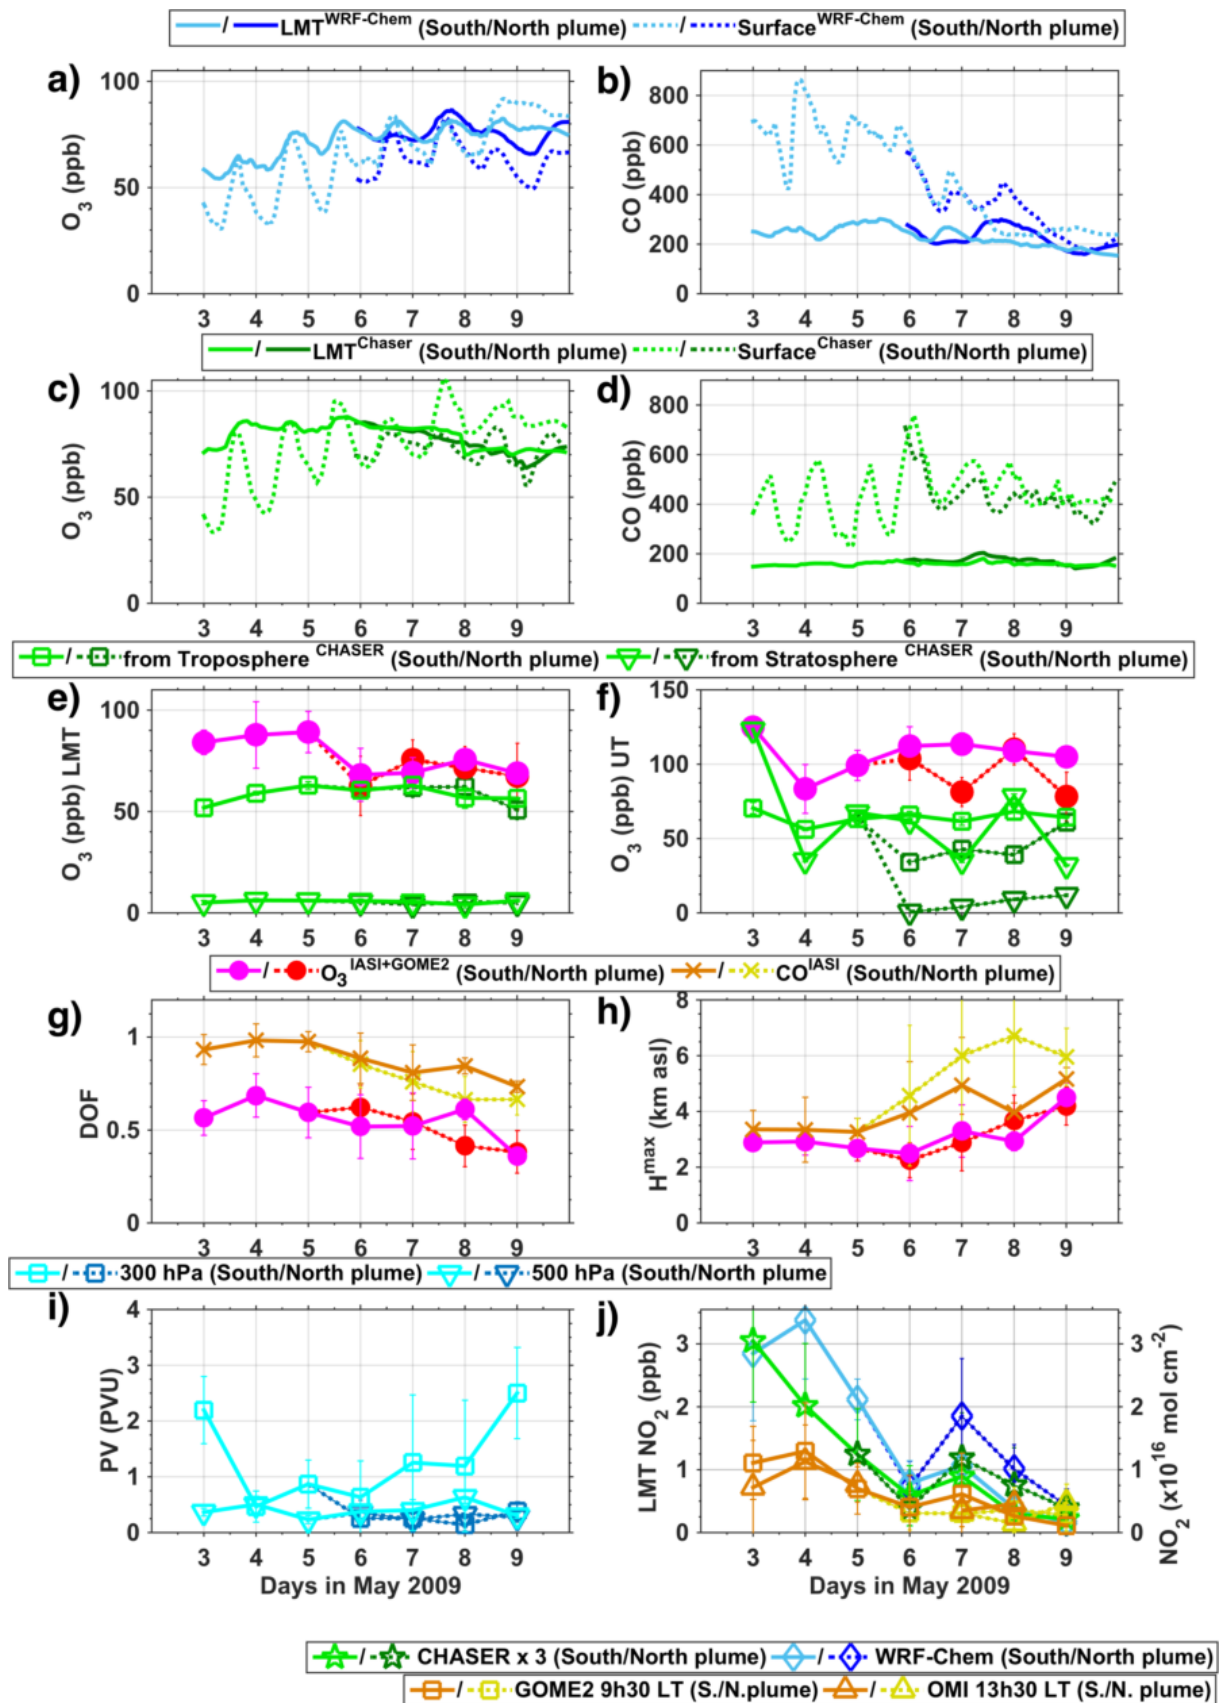 / LMT^WRF-Chem (South/North plume) / Surface^WRF-Chem (South/North plume)
a)
b)
O3 (ppb)
100
50
0
3 4 5 6 7 8 9
CO (ppb)
800
600
400
200
0
3 4 5 6 7 8 9
/ LMT^Chaser (South/North plume) / Surface^Chaser (South/North plume)
c)
d)
O3 (ppb)
100
50
0
3 4 5 6 7 8 9
CO (ppb)
800
600
400
200
0
3 4 5 6 7 8 9
/ from Troposphere ^CHASER (South/North plume) / from Stratosphere ^CHASER (South/North plume)
e)
f)
O3 (ppb) LMT
100
50
0
3 4 5 6 7 8 9
O3 (ppb) UT
150
100
50
0
3 4 5 6 7 8 9
/ O3^IASI+GOME2 (South/North plume) / CO^IASI (South/North plume)
g)
h)
DOF
1
0.5
0
3 4 5 6 7 8 9
H^max (km asl)
8
6
4
2
0
3 4 5 6 7 8 9
/ 300 hPa (South/North plume) / 500 hPa (South/North plume
i)
j)
PV (PVU)
4
3
2
1
0
3 4 5 6 7 8 9
Days in May 2009
LMT NO2 (ppb)
3
2
1
0
3 4 5 6 7 8 9
Days in May 2009
3
2
1
0
NO2 (x10^16 mol cm^-2)
/ CHASER x 3 (South/North plume) / WRF-Chem (South/North plume)
/ GOME2 9h30 LT (S./N.plume) / OMI 13h30 LT (S./N. plume)